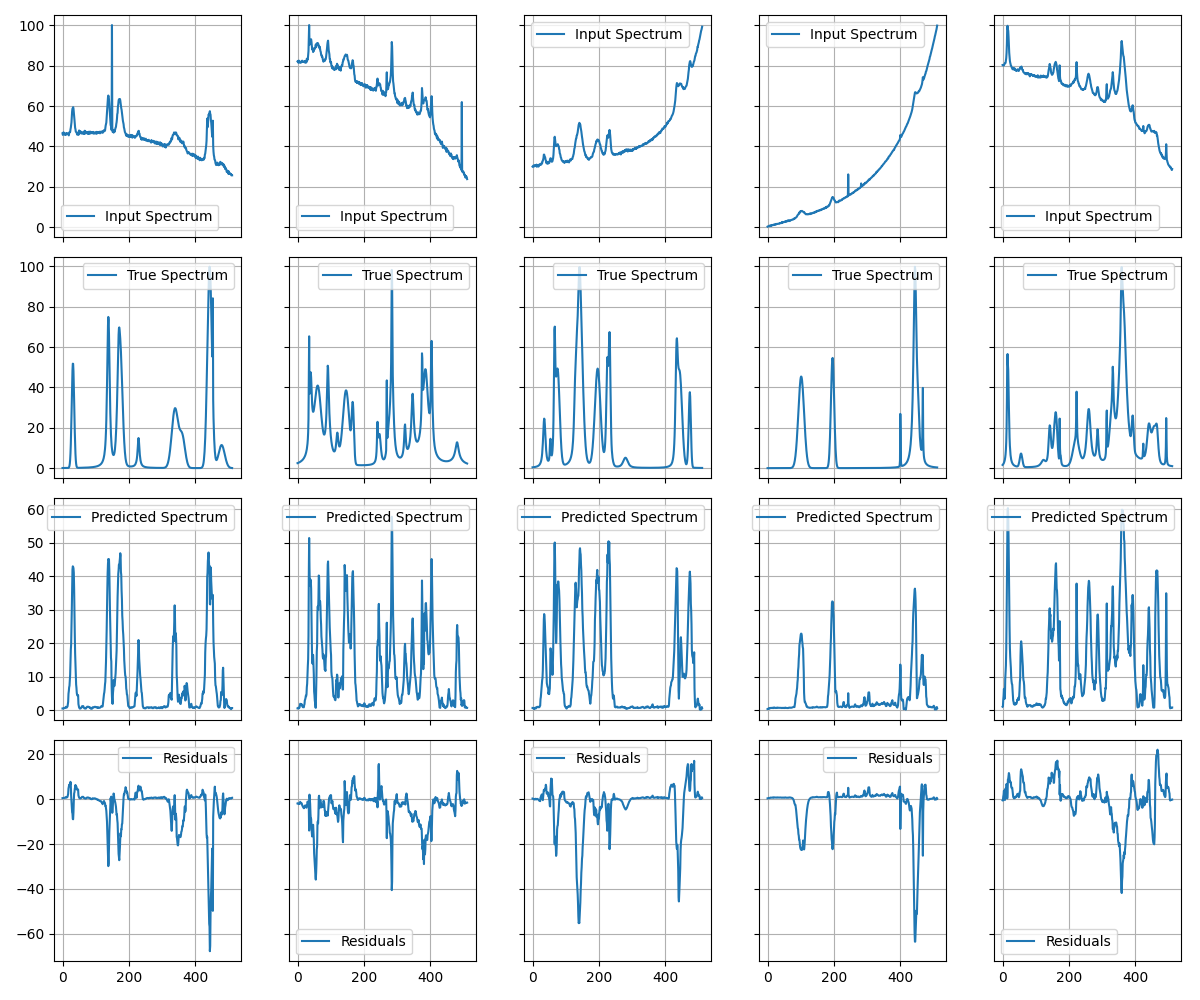 100
80
60
40
20
0
Input Spectrum
Input Spectrum
Input Spectrum
Input Spectrum
Input Spectrum
100
80
60
40
20
0
True Spectrum
True Spectrum
True Spectrum
True Spectrum
True Spectrum
60
50
40
30
20
10
0
Predicted Spectrum
Predicted Spectrum
Predicted Spectrum
Predicted Spectrum
Predicted Spectrum
20
0
−20
−40
−60
Residuals
Residuals
Residuals
Residuals
Residuals
0 200 400
0 200 400
0 200 400
0 200 400
0 200 400